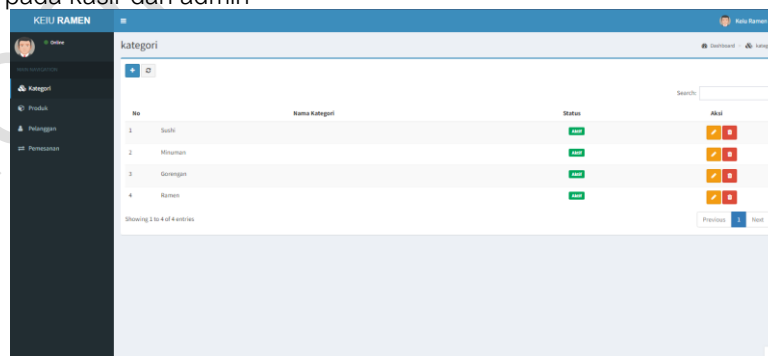 pada kasir dan admin
KEIU RAMEN
Keiu Ramen
Online
kategori
Dashboard
MAIN NAVIGATION
Kategori
Produk
Pelanggan
Pemesanan
Search:
No Nama Kategori Status Aksi
1 Sushi Aktif
2 Minuman Aktif
3 Gorengan Aktif
4 Ramen Aktif
Showing 1 to 4 of 4 entries
Previous 1 Next